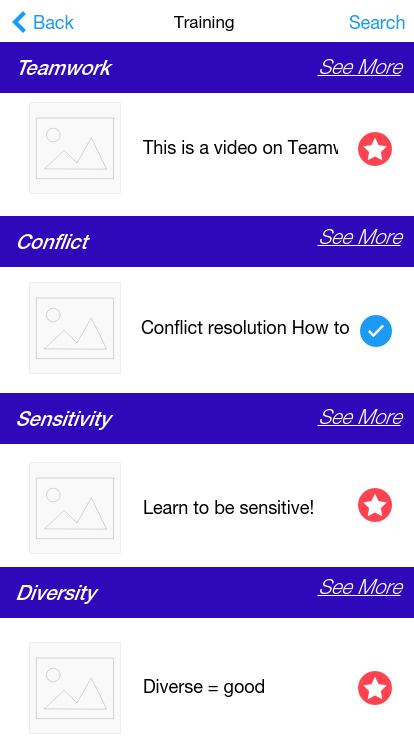 Back
Training
Search
Teamwork
See More
This is a video on
Conflict
See More
Conflict resolution How to
Sensitivity
See More
Learn to be sensitive!
Diversity
See More
Diverse = good